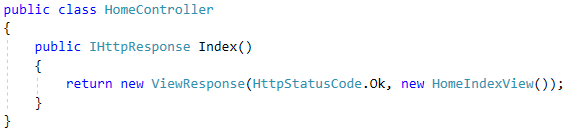 public class HomeController
{
    public IHttpResponse Index()
    {
        return new ViewResponse(HttpStatusCode.Ok, new HomeIndexView());
    }
}